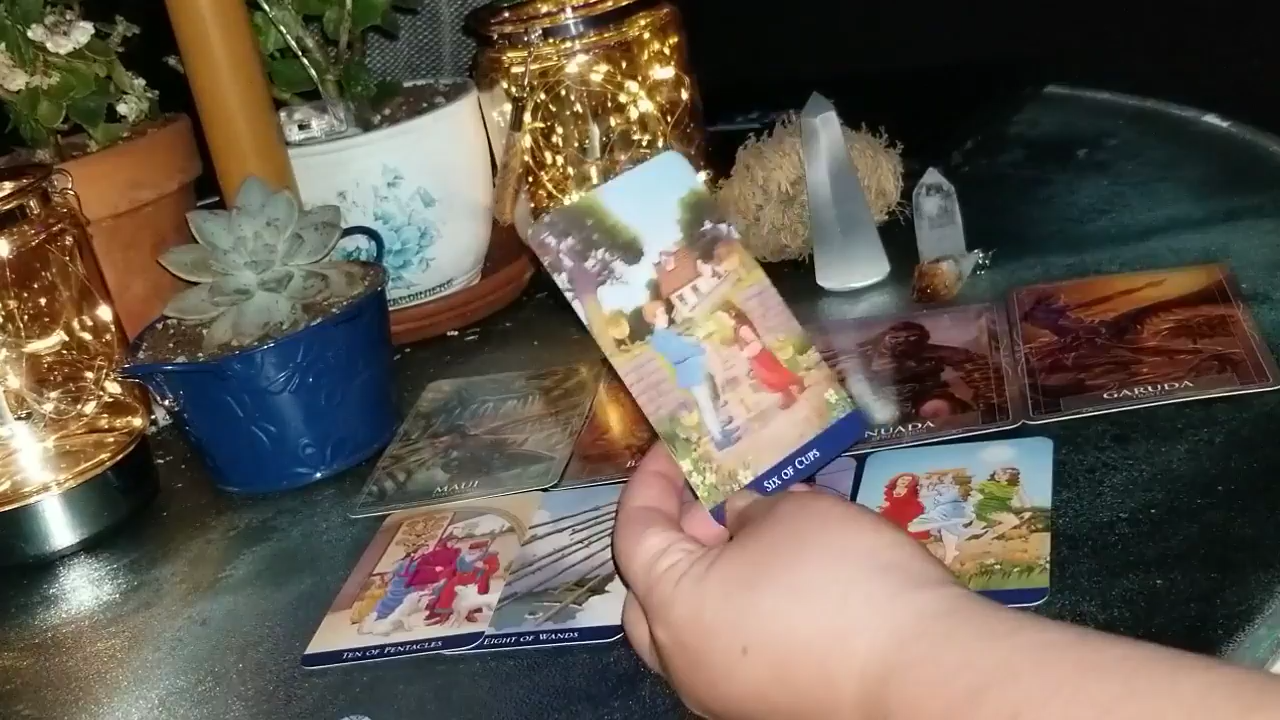 SIX OF CUPS
MAUI
NUADA
GARUDA
TEN OF PENTACLES
EIGHT OF WANDS